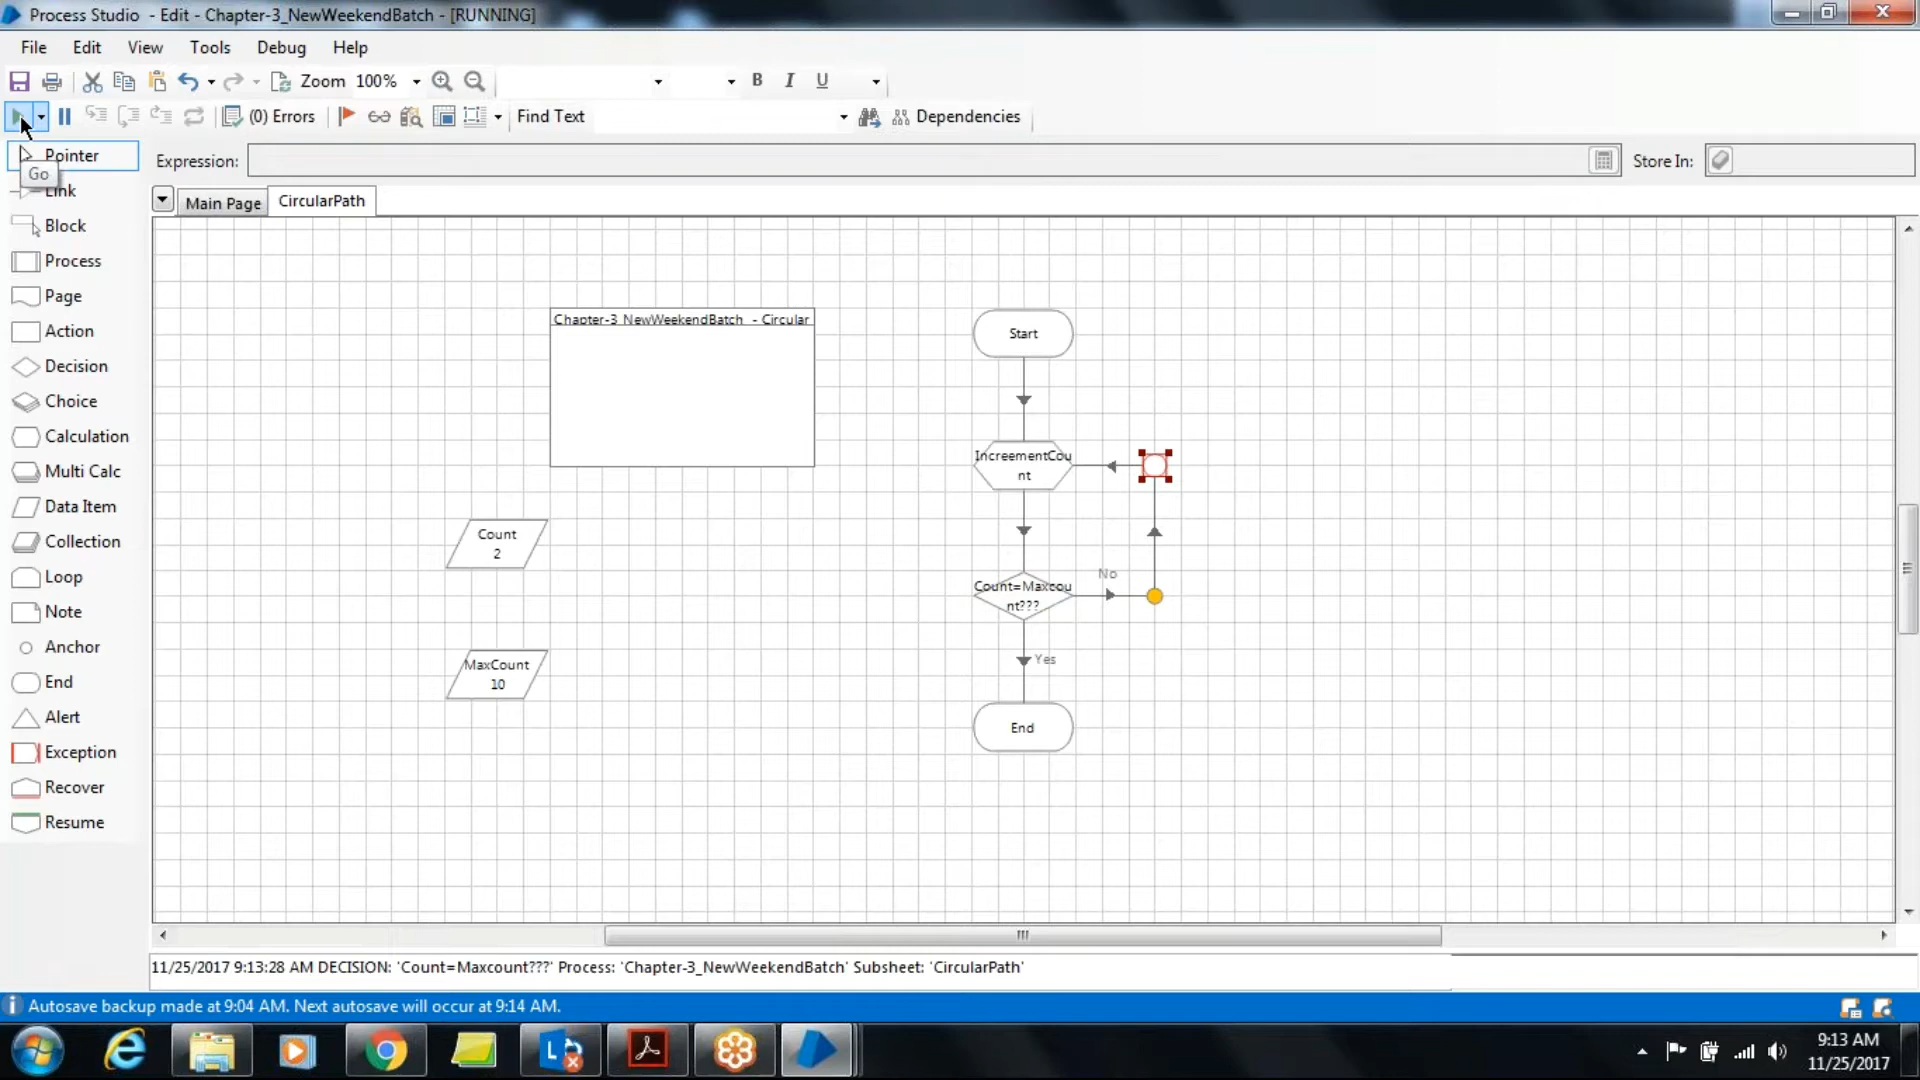 Process Studio - Edit - Chapter-3_NewWeekendBatch - [RUNNING]
File Edit View Tools Debug Help
Zoom 100% B I U
(0) Errors Find Text Dependencies
Pointer
Go
Link
Block
Process
Page
Action
Decision
Choice
Calculation
Multi Calc
Data Item
Collection
Loop
Note
Anchor
End
Alert
Exception
Recover
Resume
Expression:
Store In:
Main Page CircularPath
Chapter-3_NewWeekendBatch - Circular
Start
IncreementCou
nt
Count
2
No
Count=Maxcou
nt???
MaxCount
10
Yes
End
11/25/2017 9:13:28 AM DECISION: 'Count=Maxcount???' Process: 'Chapter-3_NewWeekendBatch' Subsheet: 'CircularPath'
Autosave backup made at 9:04 AM. Next autosave will occur at 9:14 AM.
9:13 AM
11/25/2017